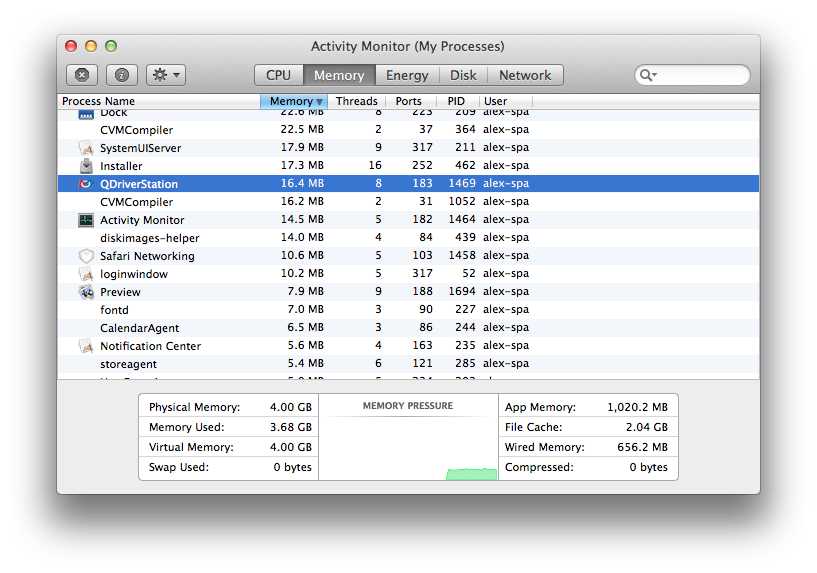 Activity Monitor (My Processes)
CPU Memory Energy Disk Network
Process Name Memory Threads Ports PID User
Dock 22.6 MB 8 223 209 alex-spa
CVMCompiler 22.5 MB 2 37 364 alex-spa
SystemUIServer 17.9 MB 9 317 211 alex-spa
Installer 17.3 MB 16 252 462 alex-spa
QDriverStation 16.4 MB 8 183 1469 alex-spa
CVMCompiler 16.2 MB 2 31 1052 alex-spa
Activity Monitor 14.5 MB 5 182 1464 alex-spa
diskimages-helper 14.0 MB 4 84 439 alex-spa
Safari Networking 10.6 MB 5 103 1458 alex-spa
loginwindow 10.2 MB 5 317 52 alex-spa
Preview 7.9 MB 9 188 1694 alex-spa
fontd 7.0 MB 3 90 227 alex-spa
CalendarAgent 6.5 MB 3 86 244 alex-spa
Notification Center 5.6 MB 4 163 235 alex-spa
storeagent 5.4 MB 6 121 285 alex-spa
Physical Memory: 4.00 GB MEMORY PRESSURE App Memory: 1,020.2 MB
Memory Used: 3.68 GB File Cache: 2.04 GB
Virtual Memory: 4.00 GB Wired Memory: 656.2 MB
Swap Used: 0 bytes Compressed: 0 bytes